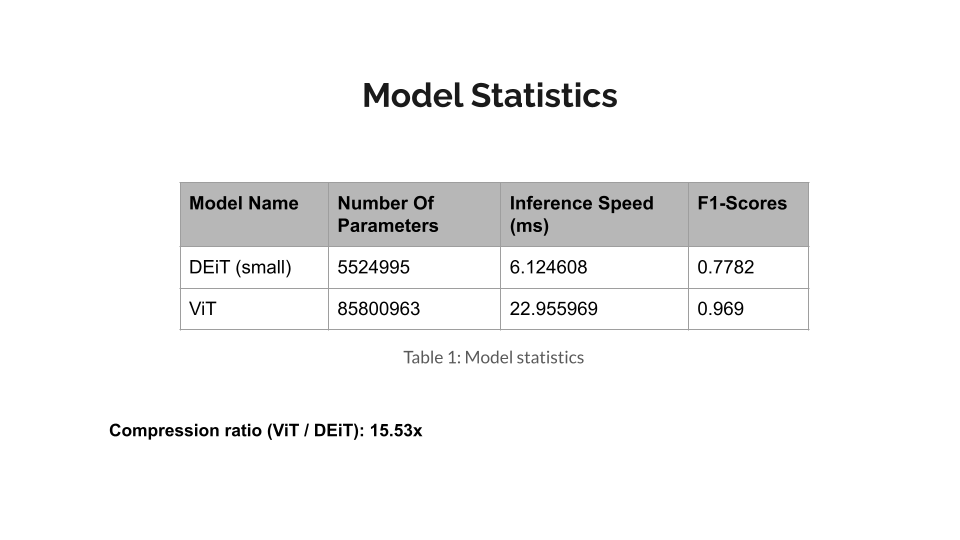 Model Statistics
Model Name Number Of Parameters Inference Speed (ms) F1-Scores
DEiT (small) 5524995 6.124608 0.7782
ViT 85800963 22.955969 0.969
Table 1: Model statistics
Compression ratio (ViT / DEiT): 15.53x